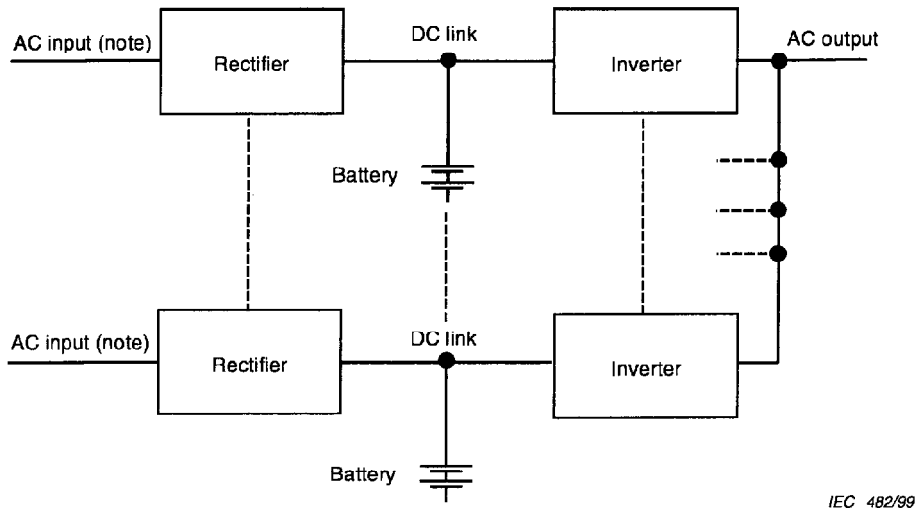 AC input (note)
Rectifier
DC link
Inverter
AC output
Battery
AC input (note)
Rectifier
DC link
Inverter
Battery
IEC 482/99